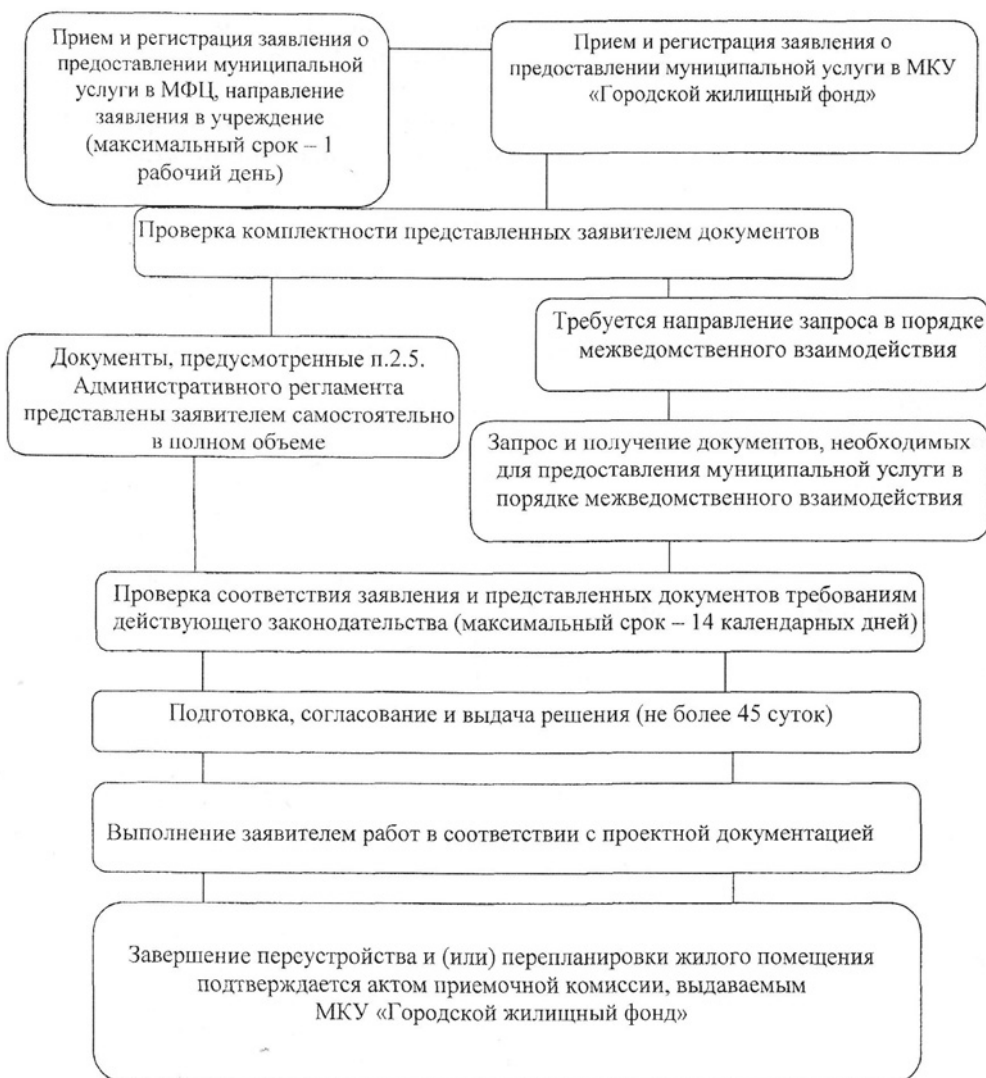 Прием и регистрация заявления о
предоставлении муниципальной
услуги в МФЦ, направление
заявления в учреждение
(максимальный срок – 1
рабочий день)
Прием и регистрация заявления о
предоставлении муниципальной услуги в МКУ
«Городской жилищный фонд»
Проверка комплектности представленных заявителем документов
Требуется направление запроса в порядке
межведомственного взаимодействия
Документы, предусмотренные п.2.5.
Административного регламента
представлены заявителем самостоятельно
в полном объеме
Запрос и получение документов, необходимых
для предоставления муниципальной услуги в
порядке межведомственного взаимодействия
Проверка соответствия заявления и представленных документов требованиям
действующего законодательства (максимальный срок – 14 календарных дней)
Подготовка, согласование и выдача решения (не более 45 суток)
Выполнение заявителем работ в соответствии с проектной документацией
Завершение переустройства и (или) перепланировки жилого помещения
подтверждается актом приемочной комиссии, выдаваемым
МКУ «Городской жилищный фонд»